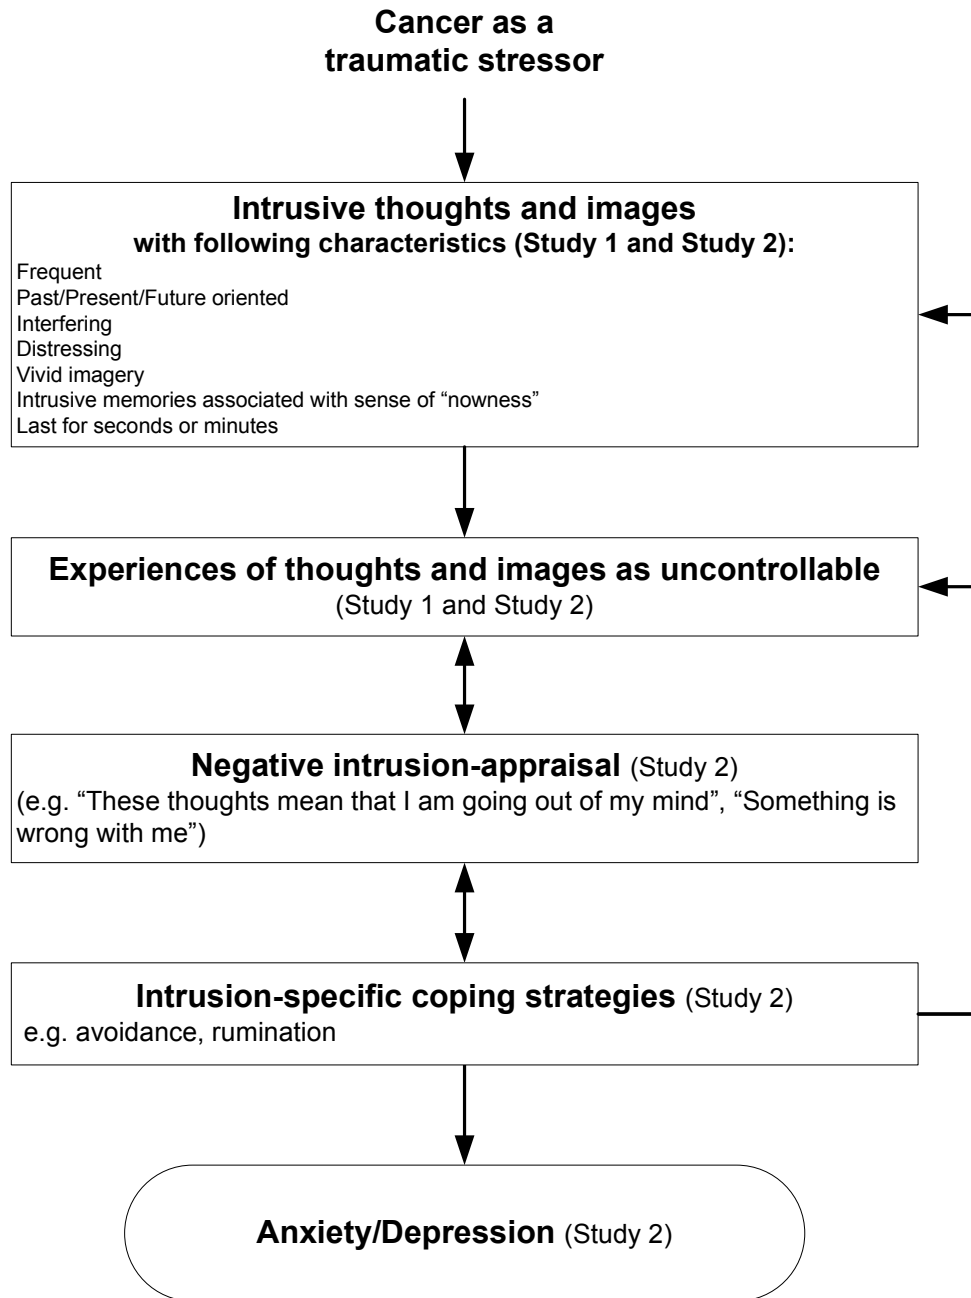 Cancer as a
traumatic stressor
Intrusive thoughts and images
with following characteristics (Study 1 and Study 2):
Frequent
Past/Present/Future oriented
Interfering
Distressing
Vivid imagery
Intrusive memories associated with sense of “nowness”
Last for seconds or minutes
Experiences of thoughts and images as uncontrollable
(Study 1 and Study 2)
Negative intrusion-appraisal (Study 2)
(e.g. “These thoughts mean that I am going out of my mind”, “Something is
wrong with me”)
Intrusion-specific coping strategies (Study 2)
e.g. avoidance, rumination
Anxiety/Depression (Study 2)